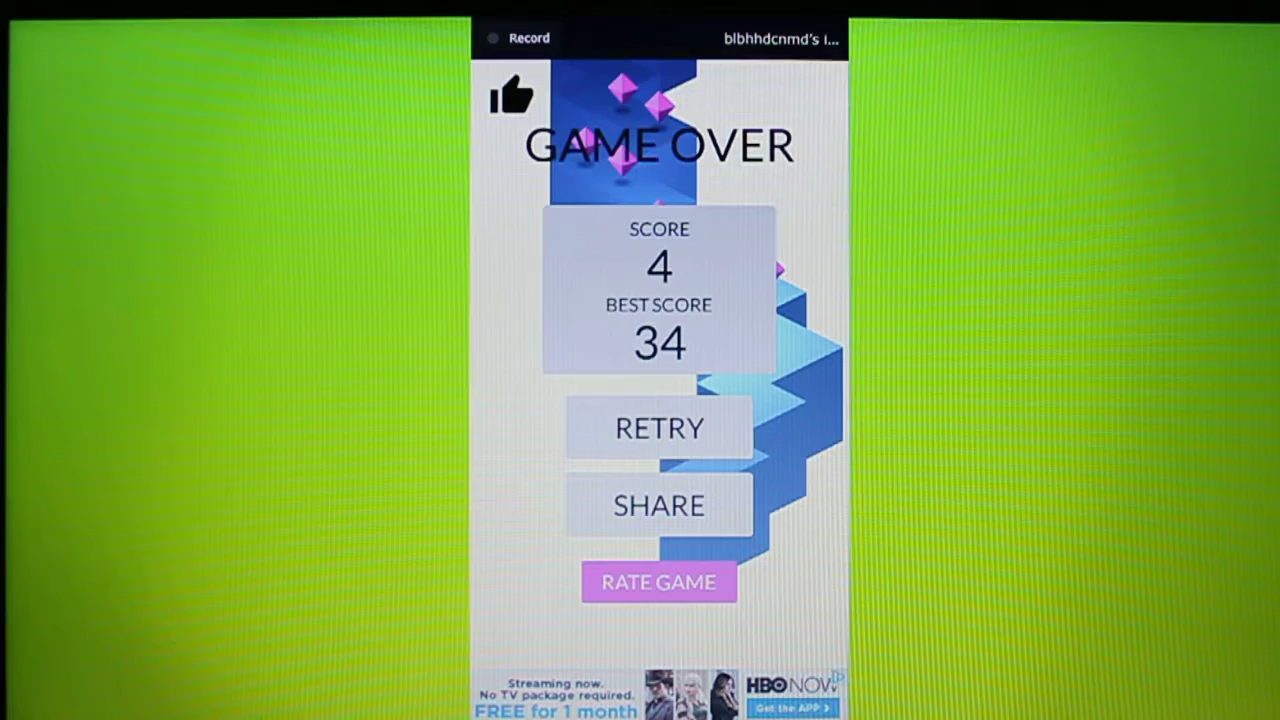 Record
blbhhdcnmd's i...
GAME OVER
SCORE
4
BEST SCORE
34
RETRY
SHARE
RATE GAME
Streaming now.
No TV package required.
FREE for 1 month
HBO NOW
Get the APP >